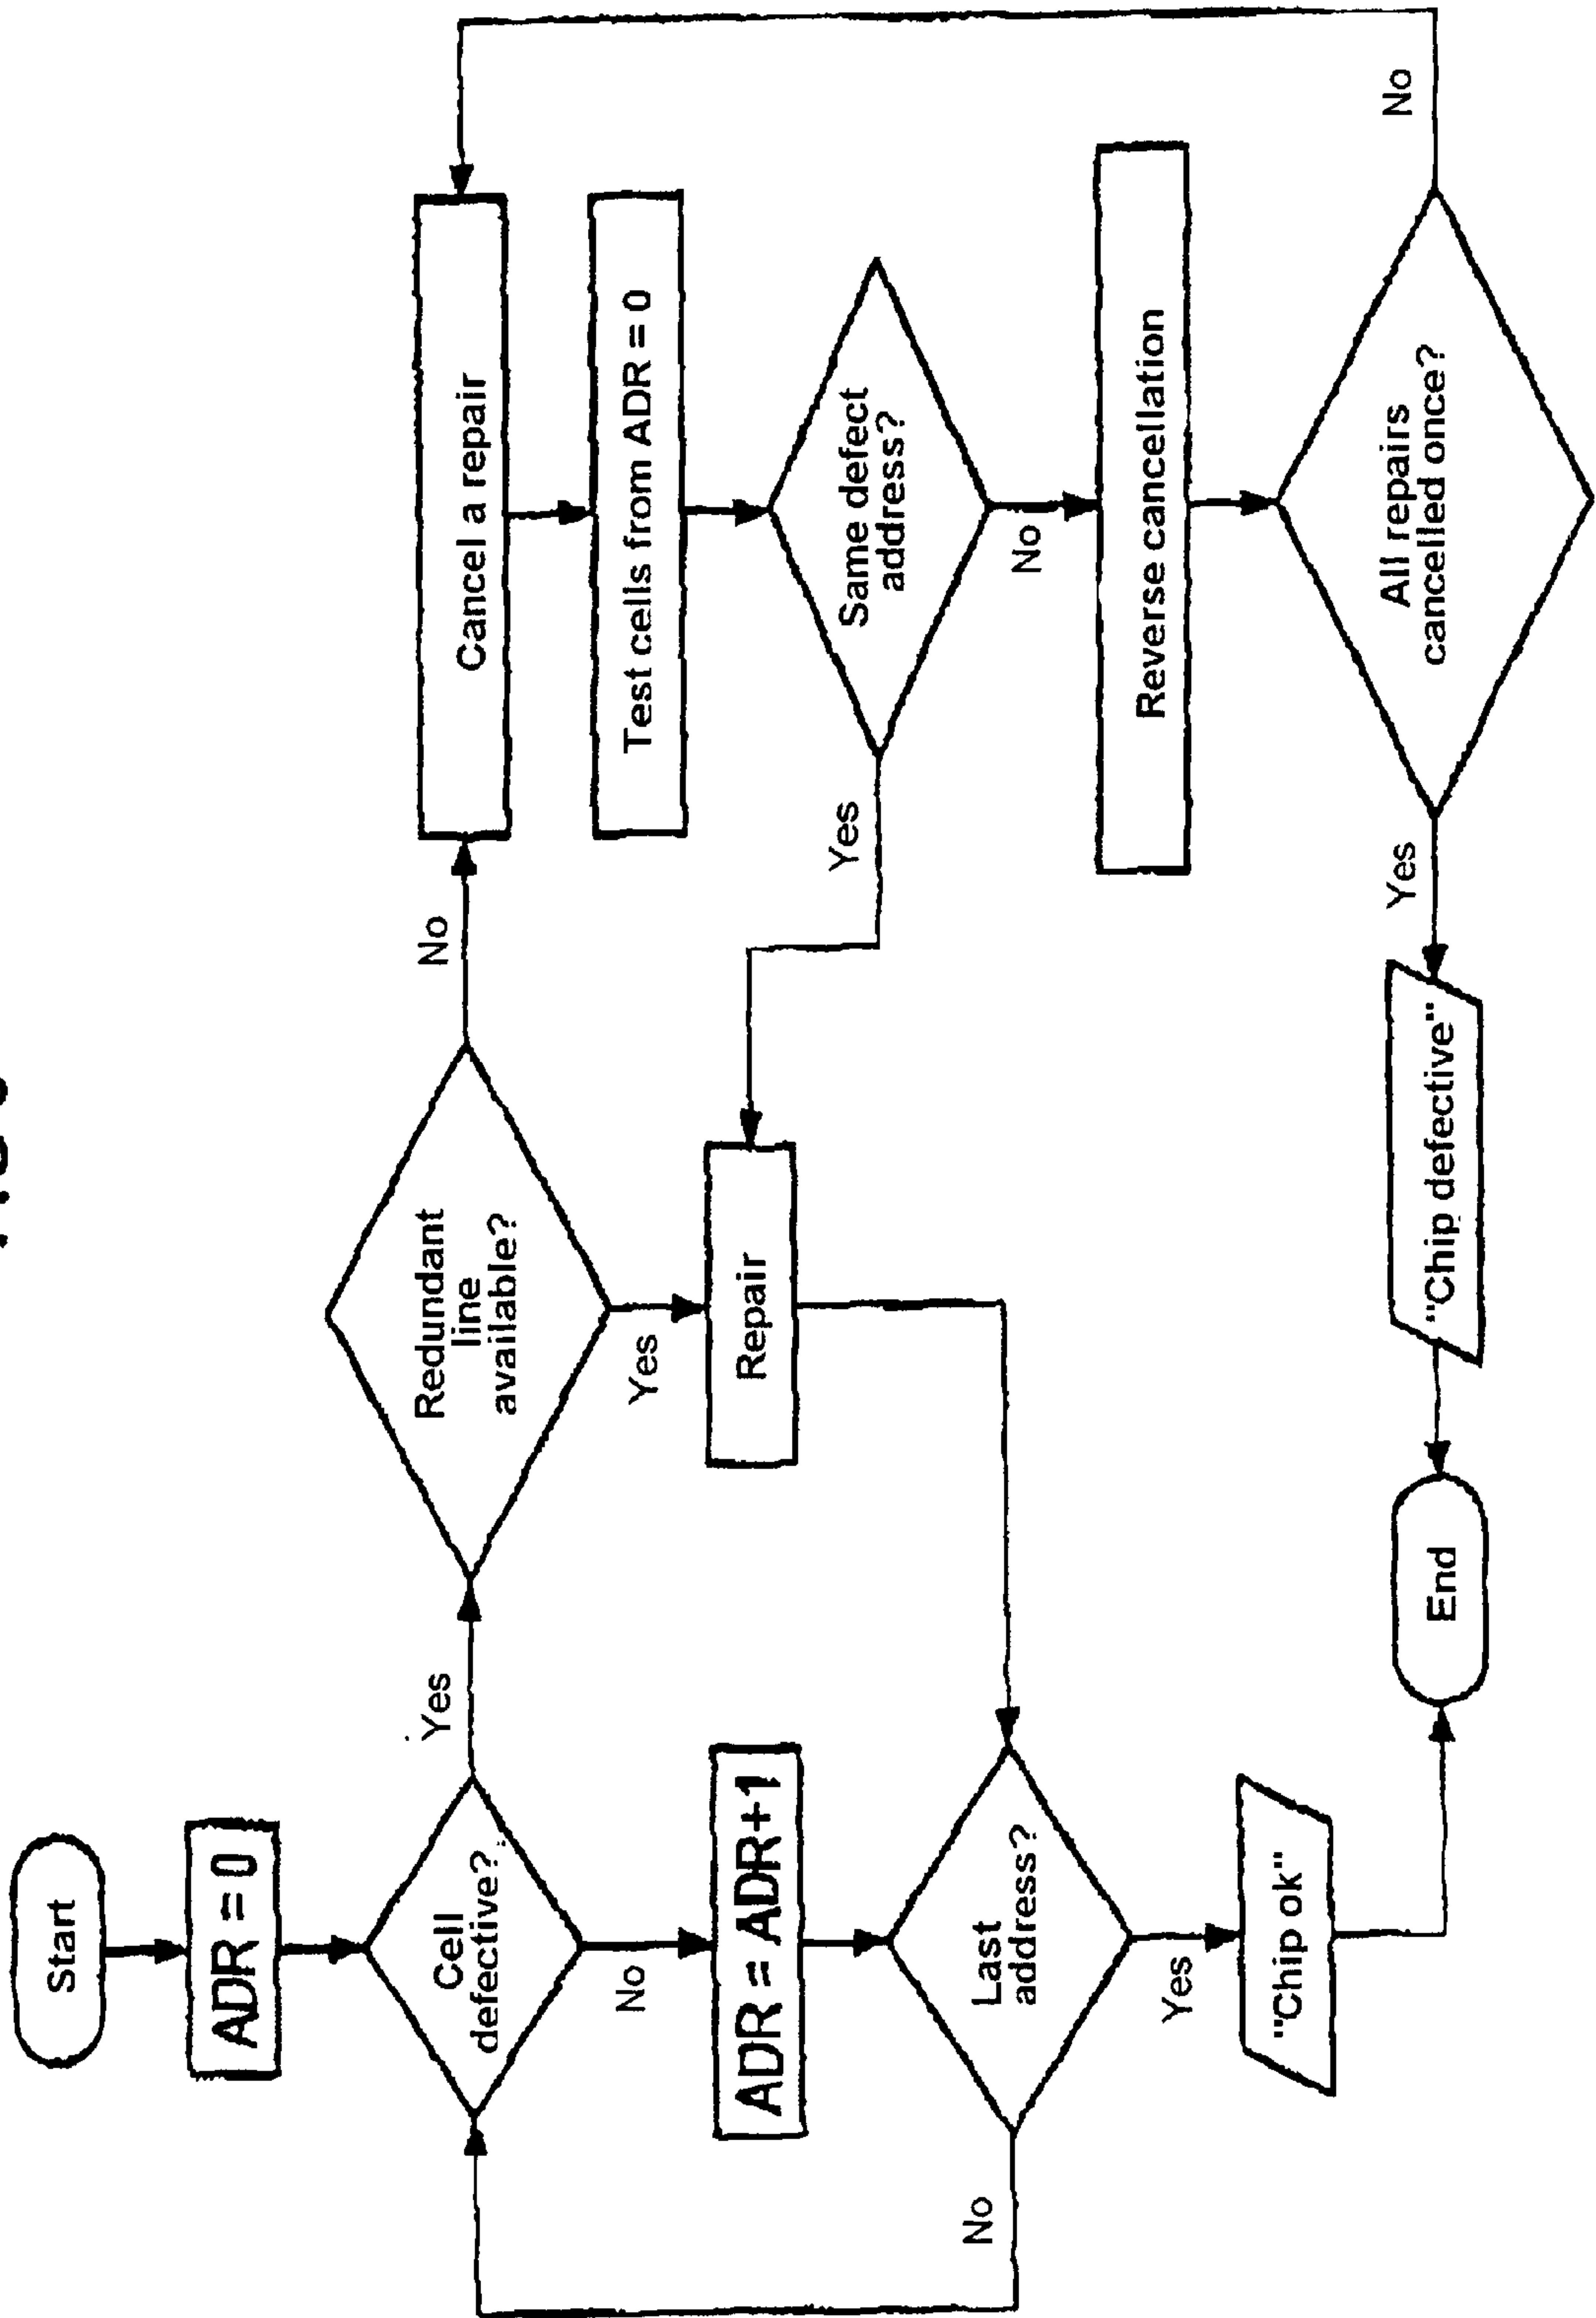 Start
ADR = 0
Cell
defective?
Yes
No
ADR = ADR+1
Last
address?
No
Yes
"Chip ok"
Redundant
line
available?
No
Yes
Repair
Cancel a repair
Test cells from ADR = 0
Same defect
address?
Yes
No
Reverse cancellation
All repairs
cancelled once?
No
Yes
"Chip defective"
End